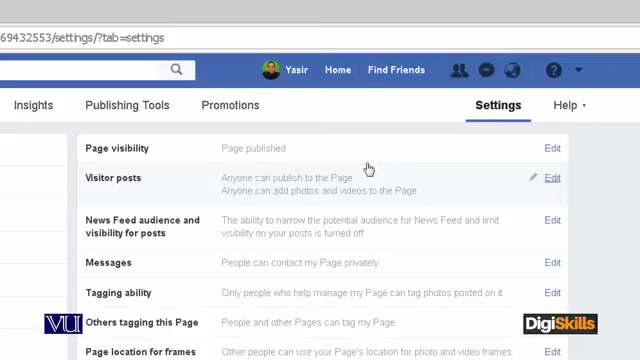 69432553/settings/?tab=settings
Yasir Home Find Friends
Insights Publishing Tools Promotions Settings Help
Page visibility Page published Edit
Visitor posts Anyone can publish to the Page Edit
Anyone can add photos and videos to the Page
News Feed audience and The ability to narrow the potential audience for News Feed and limit Edit
visibility for posts visibility on your posts is turned off
Messages People can contact my Page privately. Edit
Tagging ability Only people who help manage my Page can tag photos posted on it. Edit
Others tagging this Page People and other Pages can tag my Page Edit
Page location for frames Other people can use your Page's location for photo and video frames Edit
VU
DigiSkills